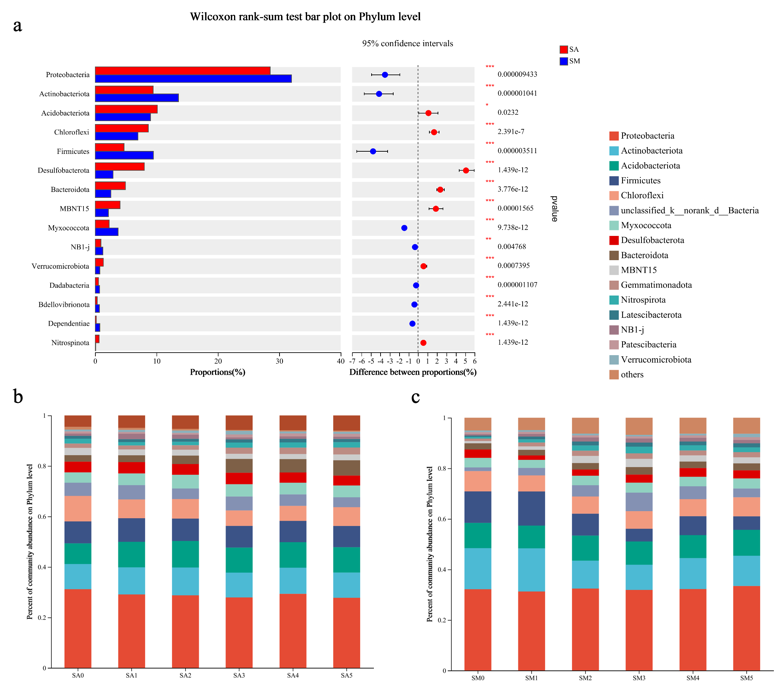 Wilcoxon rank-sum test bar plot on Phylum level
a
95% confidence intervals
SA
SM
Proteobacteria *** 0.000009433
Actinobacteriota *** 0.000001041
Acidobacteriota * 0.0232
Chloroflexi *** 2.391e-7
Firmicutes *** 0.000003511
Desulfobacterota *** 1.439e-12
Bacteroidota *** 3.776e-12
MBNT15 *** 0.00001565
Myxococcota *** 9.738e-12
NB1-j ** 0.004768
Verrucomicrobiota *** 0.0007395
Dadabacteria *** 0.000001107
Bdellovibrionota *** 2.441e-12
Dependentiae *** 1.439e-12
Nitrospinota *** 1.439e-12
pvalue
0 10 20 30 40
-7 -6 -5 -4 -3 -2 -1 0 1 2 3 4 5 6
Proportions(%)
Difference between proportions(%)
Proteobacteria
Actinobacteriota
Acidobacteriota
Firmicutes
Chloroflexi
unclassified_k__norank_d__Bacteria
Myxococcota
Desulfobacterota
Bacteroidota
MBNT15
Gemmatimonadota
Nitrospirota
Latescibacterota
NB1-j
Patescibacteria
Verrucomicrobiota
others
b
Percent of community abundance on Phylum level
1
0.8
0.6
0.4
0.2
0
SA0 SA1 SA2 SA3 SA4 SA5
c
Percent of community abundance on Phylum level
1
0.8
0.6
0.4
0.2
0
SM0 SM1 SM2 SM3 SM4 SM5